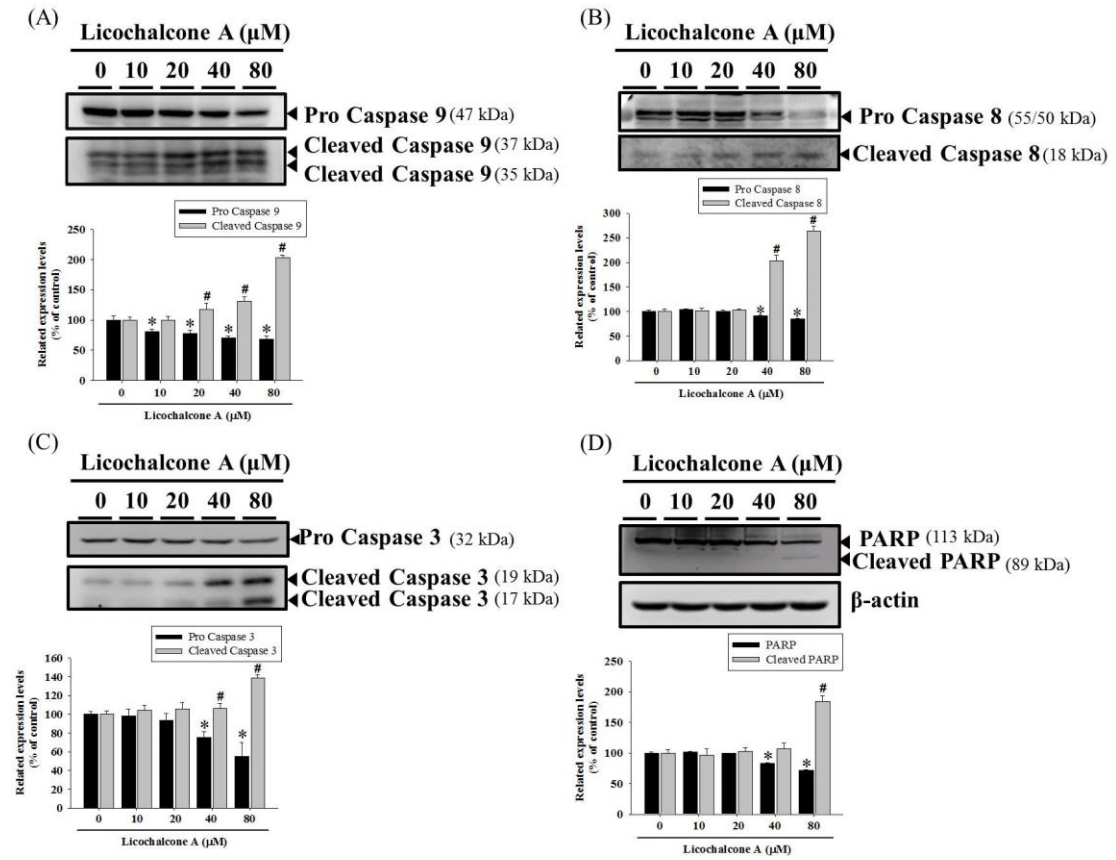 (A)
Licochalcone A (μM)
0 10 20 40 80
Pro Caspase 9 (47 kDa)
Cleaved Caspase 9 (37 kDa)
Cleaved Caspase 9 (35 kDa)
Pro Caspase 9
Cleaved Caspase 9
Related expression levels
(% of control)
250
200
150
100
50
0
* * * *
# # #
0 10 20 40 80
Licochalcone A (μM)
(B)
Licochalcone A (μM)
0 10 20 40 80
Pro Caspase 8 (55/50 kDa)
Cleaved Caspase 8 (18 kDa)
Pro Caspase 8
Cleaved Caspase 8
Related expression levels
(% of control)
300
250
200
150
100
50
0
* *
# #
0 10 20 40 80
Licochalcone A (μM)
(C)
Licochalcone A (μM)
0 10 20 40 80
Pro Caspase 3 (32 kDa)
Cleaved Caspase 3 (19 kDa)
Cleaved Caspase 3 (17 kDa)
Pro Caspase 3
Cleaved Caspase 3
Related expression levels
(% of control)
160
140
120
100
80
60
40
20
0
* *
# #
0 10 20 40 80
Licochalcone A (μM)
(D)
Licochalcone A (μM)
0 10 20 40 80
PARP (113 kDa)
Cleaved PARP (89 kDa)
β-actin
PARP
Cleaved PARP
Related expression levels
(% of control)
250
200
150
100
50
0
* *
#
0 10 20 40 80
Licochalcone A (μM)